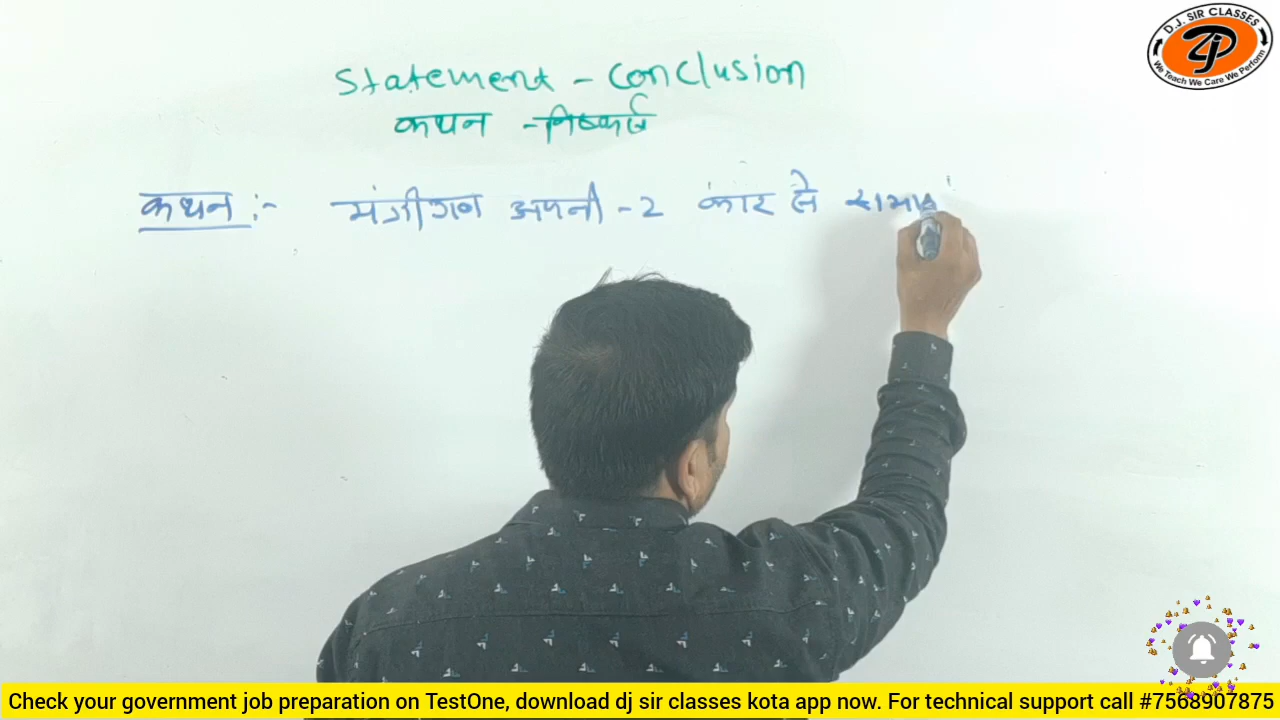 D.J. SIR CLASSES
Dj
We Teach We Care We Perform
Statement - Conclusion
कथन - निष्कर्ष
कथन :- मंत्रीगण अपनी - 2 कार से
Check your government job preparation on TestOne, download dj sir classes kota app now. For technical support call #7568907875